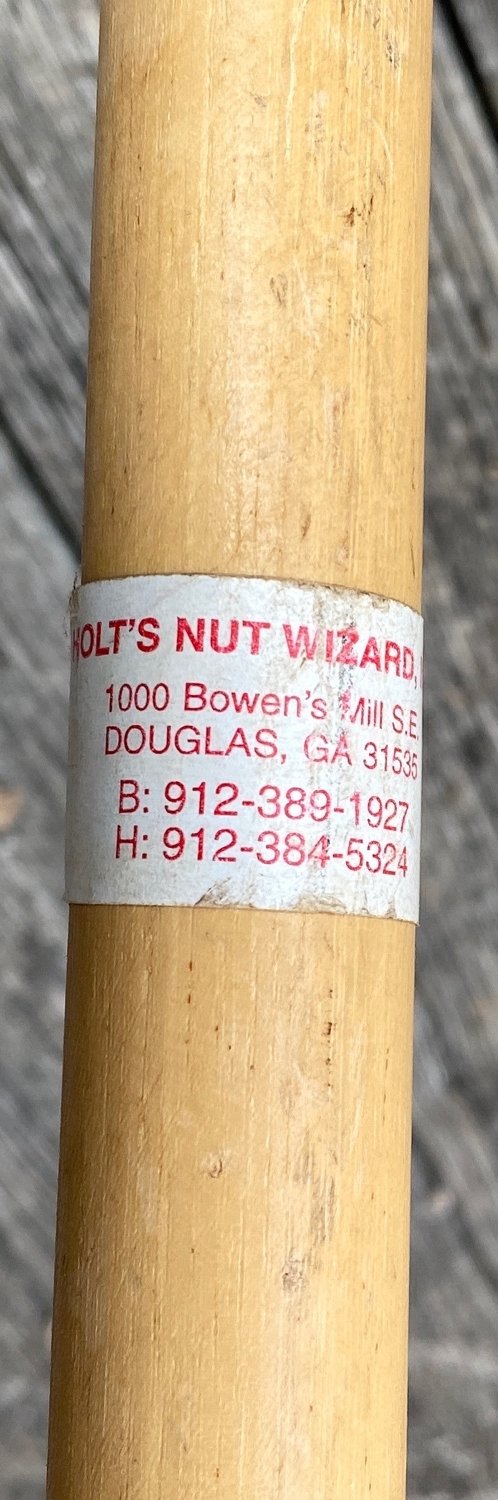 HOLT'S NUT WIZARD,
1000 Bowen's Mill S.E.
DOUGLAS, GA 31535
B: 912-389-1927
H: 912-384-5324